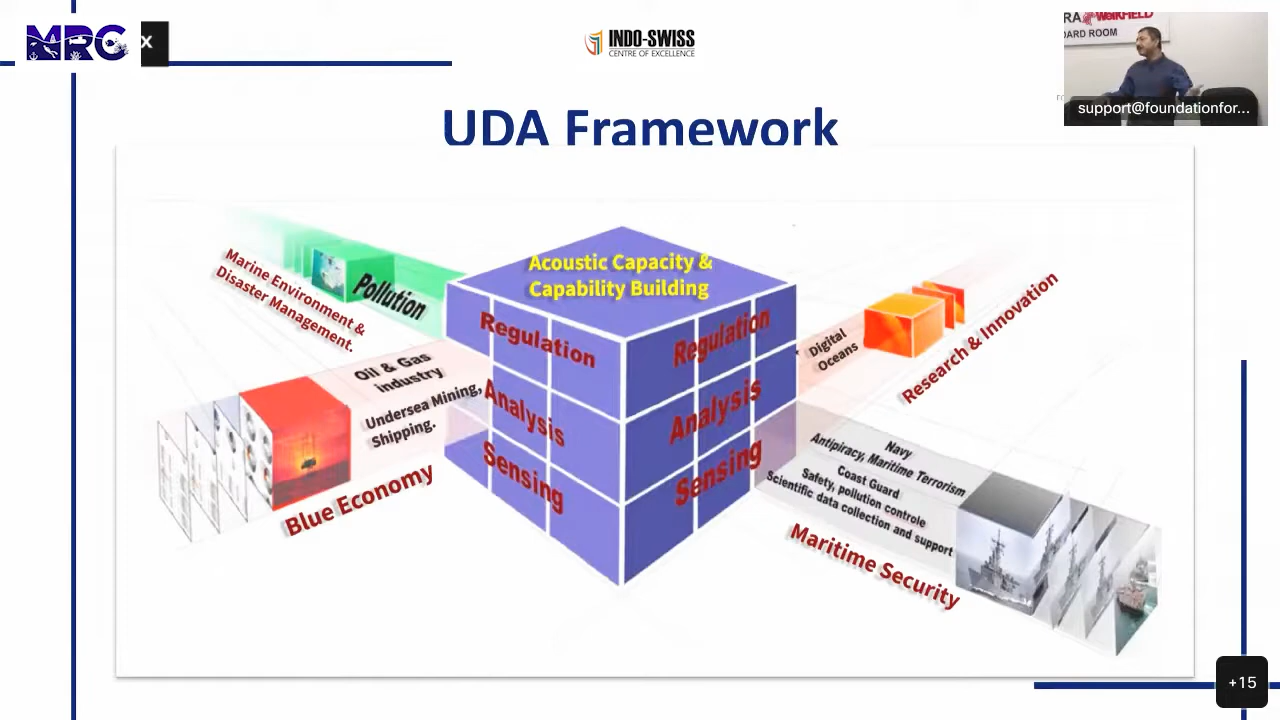 MRC
X
INDO-SWISS
CENTRE OF EXCELLENCE
WEIKFIELD
ROOM
support@foundationfor...
UDA Framework
Acoustic Capacity &
Capability Building
Regulation
Analysis
Sensing
Regulation
Analysis
Sensing
Pollution
Marine Environment &
Disaster Management.
Oil & Gas
industry
Undersea Mining,
Shipping.
Blue Economy
Digital
Oceans
Research & Innovation
Navy
Antipiracy, Maritime Terrorism
Coast Guard
Safety, pollution controle
Scientific data collection and support
Maritime Security
+15